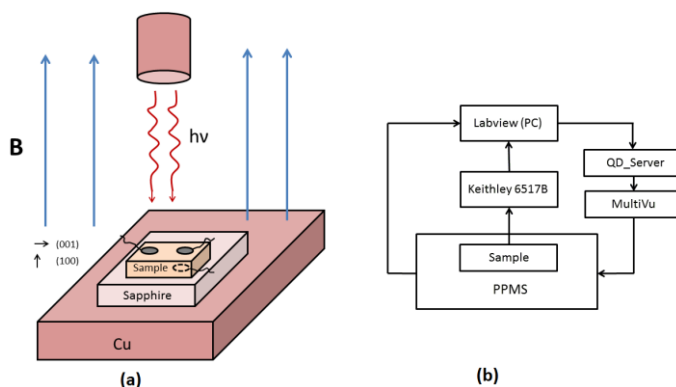 B
hν
(001)
(100)
Sample
Sapphire
Cu
(a)
Labview (PC)
QD_Server
Keithley 6517B
MultiVu
Sample
PPMS
(b)